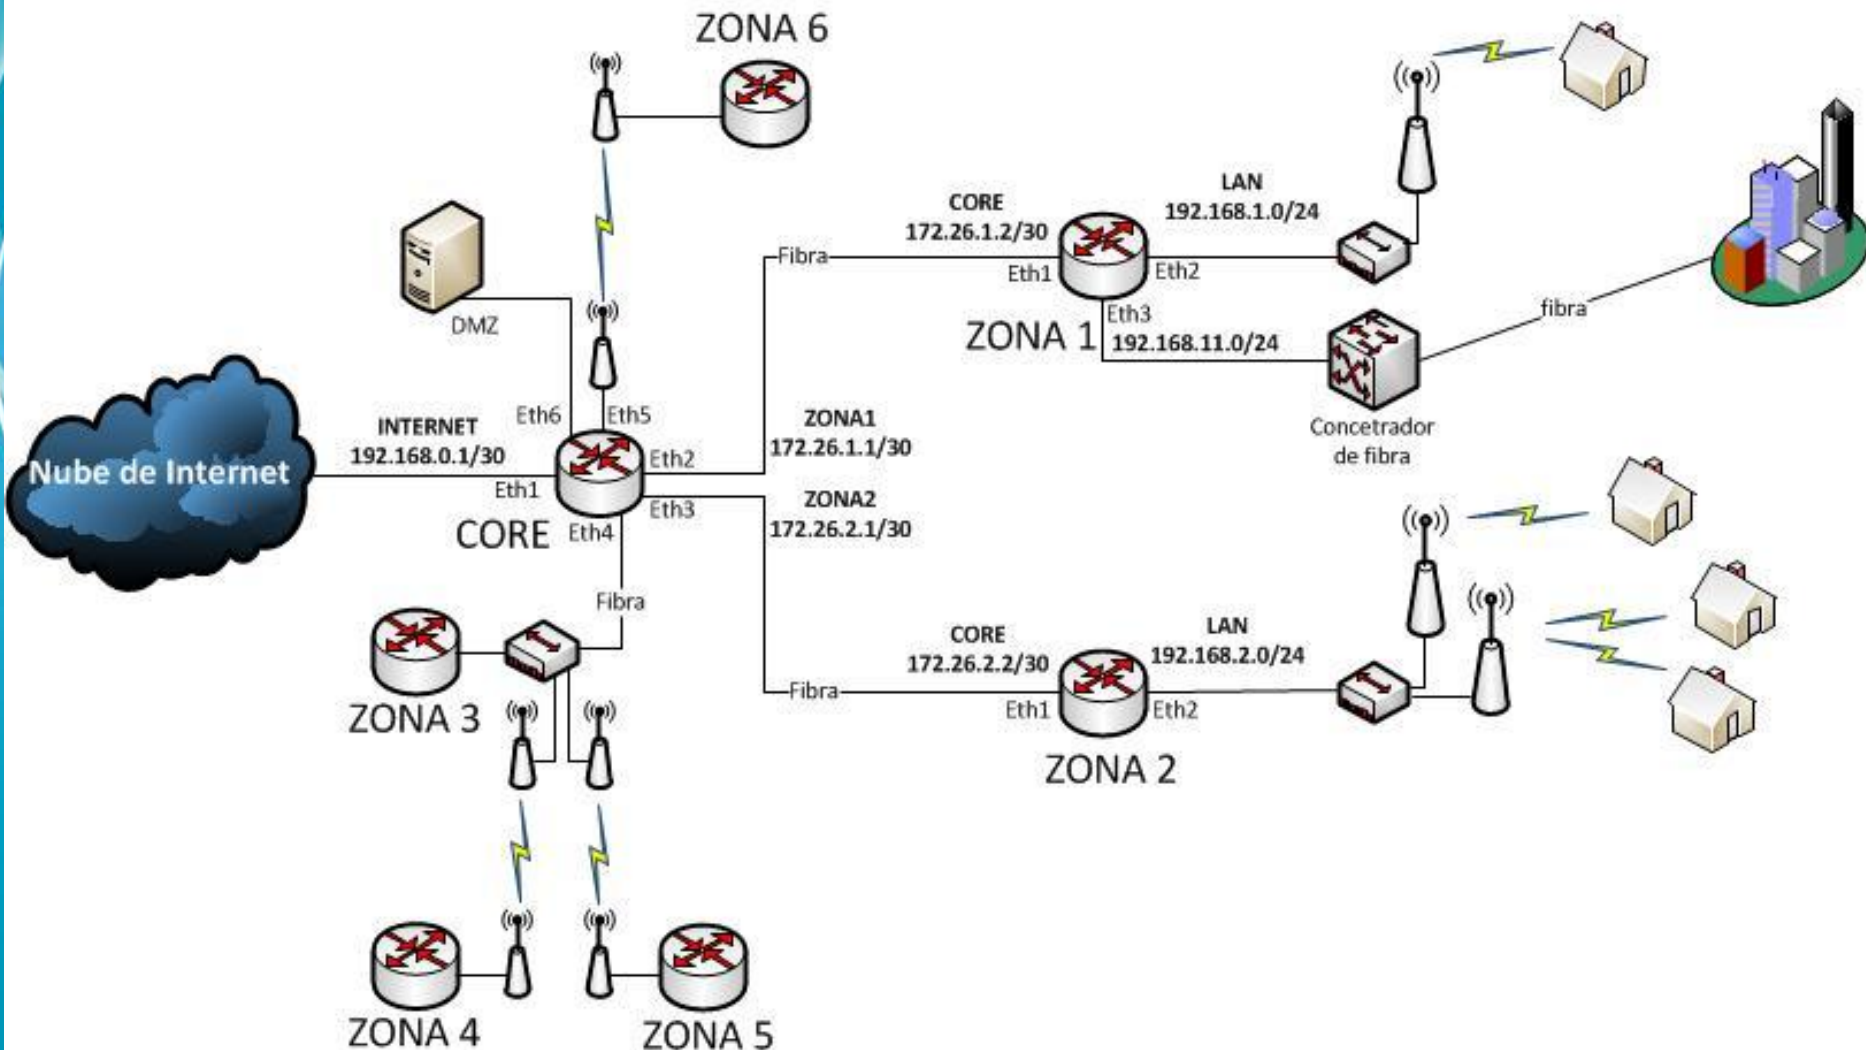 ZONA 6
DMZ
Nube de Internet
INTERNET
192.168.0.1/30
Eth1
CORE
Eth6
Eth5
Eth2
Eth3
Eth4
ZONA1
172.26.1.1/30
ZONA2
172.26.2.1/30
Fibra
CORE
172.26.1.2/30
Eth1
ZONA 1
LAN
192.168.1.0/24
Eth2
Eth3
192.168.11.0/24
Concetrador
de fibra
fibra
Fibra
CORE
172.26.2.2/30
Eth1
ZONA 2
LAN
192.168.2.0/24
Eth2
Fibra
ZONA 3
ZONA 4
ZONA 5